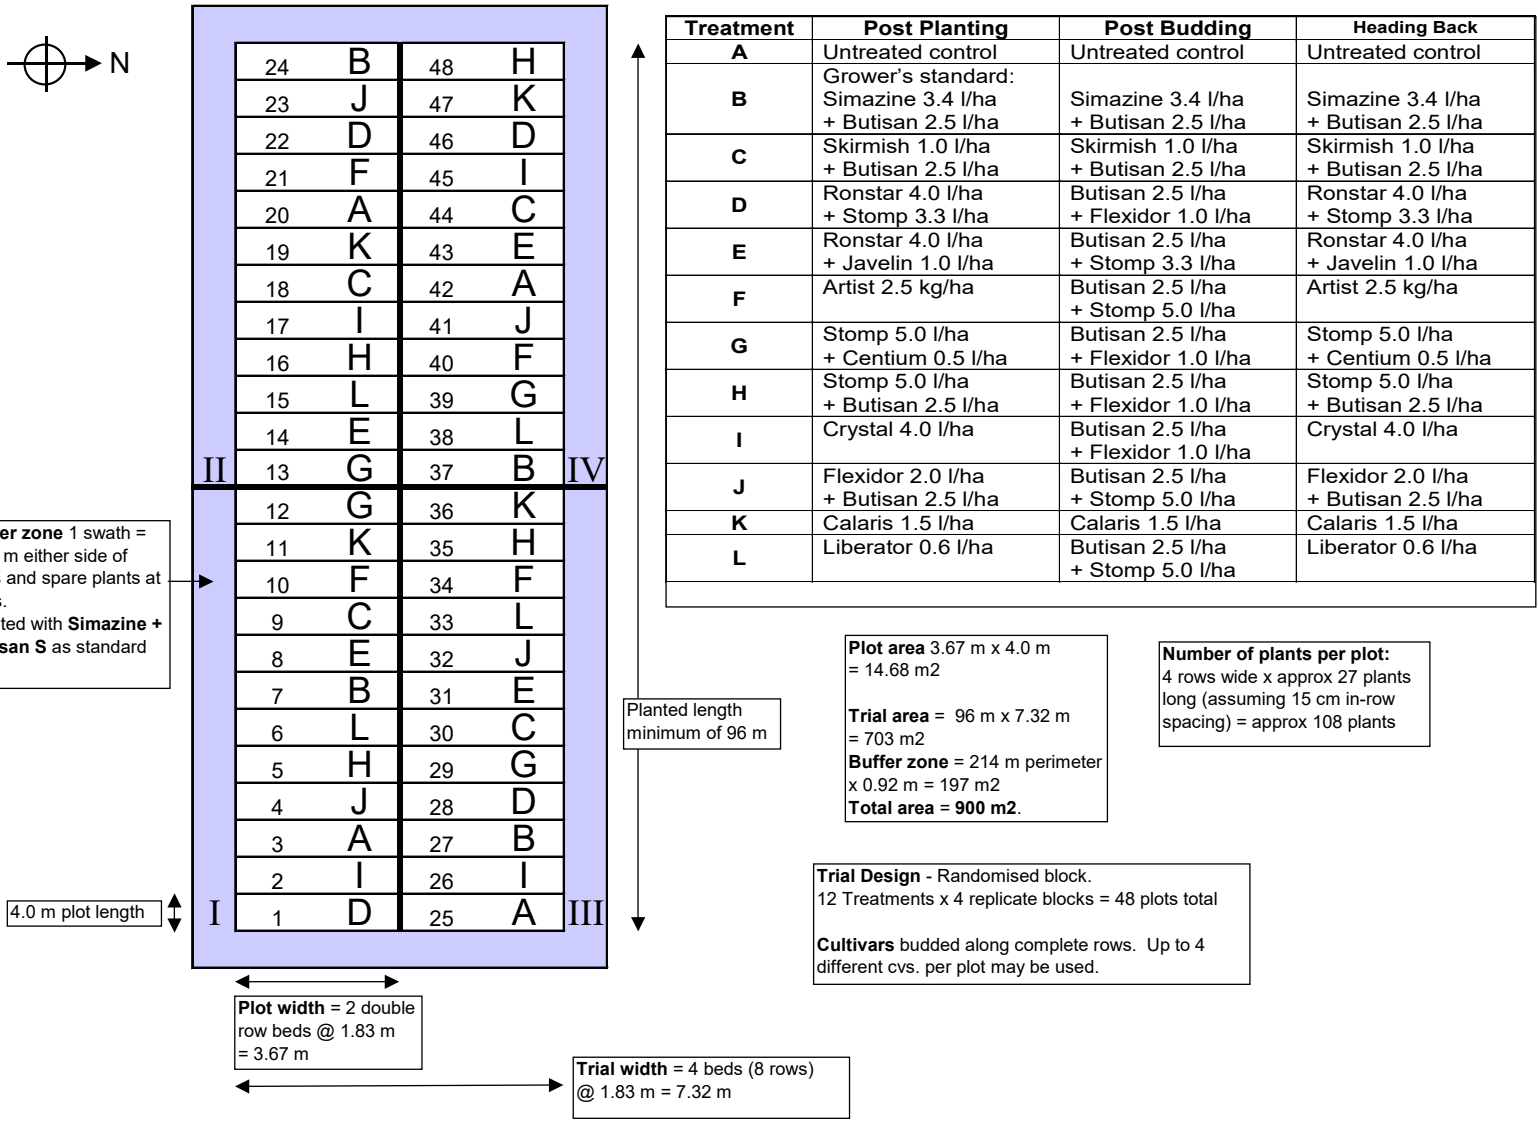 N
24 B 48 H
23 J 47 K
22 D 46 D
21 F 45 I
20 A 44 C
19 K 43 E
18 C 42 A
17 I 41 J
16 H 40 F
15 L 39 G
14 E 38 L
II 13 G 37 B IV
12 G 36 K
11 K 35 H
10 F 34 F
9 C 33 L
8 E 32 J
7 B 31 E
6 L 30 C
5 H 29 G
4 J 28 D
3 A 27 B
2 I 26 I
I 1 D 25 A III
er zone 1 swath =
m either side of
and spare plants at
ted with Simazine +
san S as standard
4.0 m plot length
Plot width = 2 double
row beds @ 1.83 m
= 3.67 m
Trial width = 4 beds (8 rows)
@ 1.83 m = 7.32 m
Planted length
minimum of 96 m
Treatment Post Planting Post Budding Heading Back
A Untreated control Untreated control Untreated control
Grower's standard:
B Simazine 3.4 l/ha Simazine 3.4 l/ha Simazine 3.4 l/ha
+ Butisan 2.5 l/ha + Butisan 2.5 l/ha + Butisan 2.5 l/ha
C Skirmish 1.0 l/ha Skirmish 1.0 l/ha Skirmish 1.0 l/ha
+ Butisan 2.5 l/ha + Butisan 2.5 l/ha + Butisan 2.5 l/ha
D Ronstar 4.0 l/ha Butisan 2.5 l/ha Ronstar 4.0 l/ha
+ Stomp 3.3 l/ha + Flexidor 1.0 l/ha + Stomp 3.3 l/ha
E Ronstar 4.0 l/ha Butisan 2.5 l/ha Ronstar 4.0 l/ha
+ Javelin 1.0 l/ha + Stomp 3.3 l/ha + Javelin 1.0 l/ha
F Artist 2.5 kg/ha Butisan 2.5 l/ha Artist 2.5 kg/ha
+ Stomp 5.0 l/ha
G Stomp 5.0 l/ha Butisan 2.5 l/ha Stomp 5.0 l/ha
+ Centium 0.5 l/ha + Flexidor 1.0 l/ha + Centium 0.5 l/ha
H Stomp 5.0 l/ha Butisan 2.5 l/ha Stomp 5.0 l/ha
+ Butisan 2.5 l/ha + Flexidor 1.0 l/ha + Butisan 2.5 l/ha
I Crystal 4.0 l/ha Butisan 2.5 l/ha Crystal 4.0 l/ha
+ Flexidor 1.0 l/ha
J Flexidor 2.0 l/ha Butisan 2.5 l/ha Flexidor 2.0 l/ha
+ Butisan 2.5 l/ha + Stomp 5.0 l/ha + Butisan 2.5 l/ha
K Calaris 1.5 l/ha Calaris 1.5 l/ha Calaris 1.5 l/ha
L Liberator 0.6 l/ha Butisan 2.5 l/ha Liberator 0.6 l/ha
+ Stomp 5.0 l/ha
Plot area 3.67 m x 4.0 m
= 14.68 m2
Trial area = 96 m x 7.32 m
= 703 m2
Buffer zone = 214 m perimeter
x 0.92 m = 197 m2
Total area = 900 m2.
Number of plants per plot:
4 rows wide x approx 27 plants
long (assuming 15 cm in-row
spacing) = approx 108 plants
Trial Design - Randomised block.
12 Treatments x 4 replicate blocks = 48 plots total
Cultivars budded along complete rows. Up to 4
different cvs. per plot may be used.